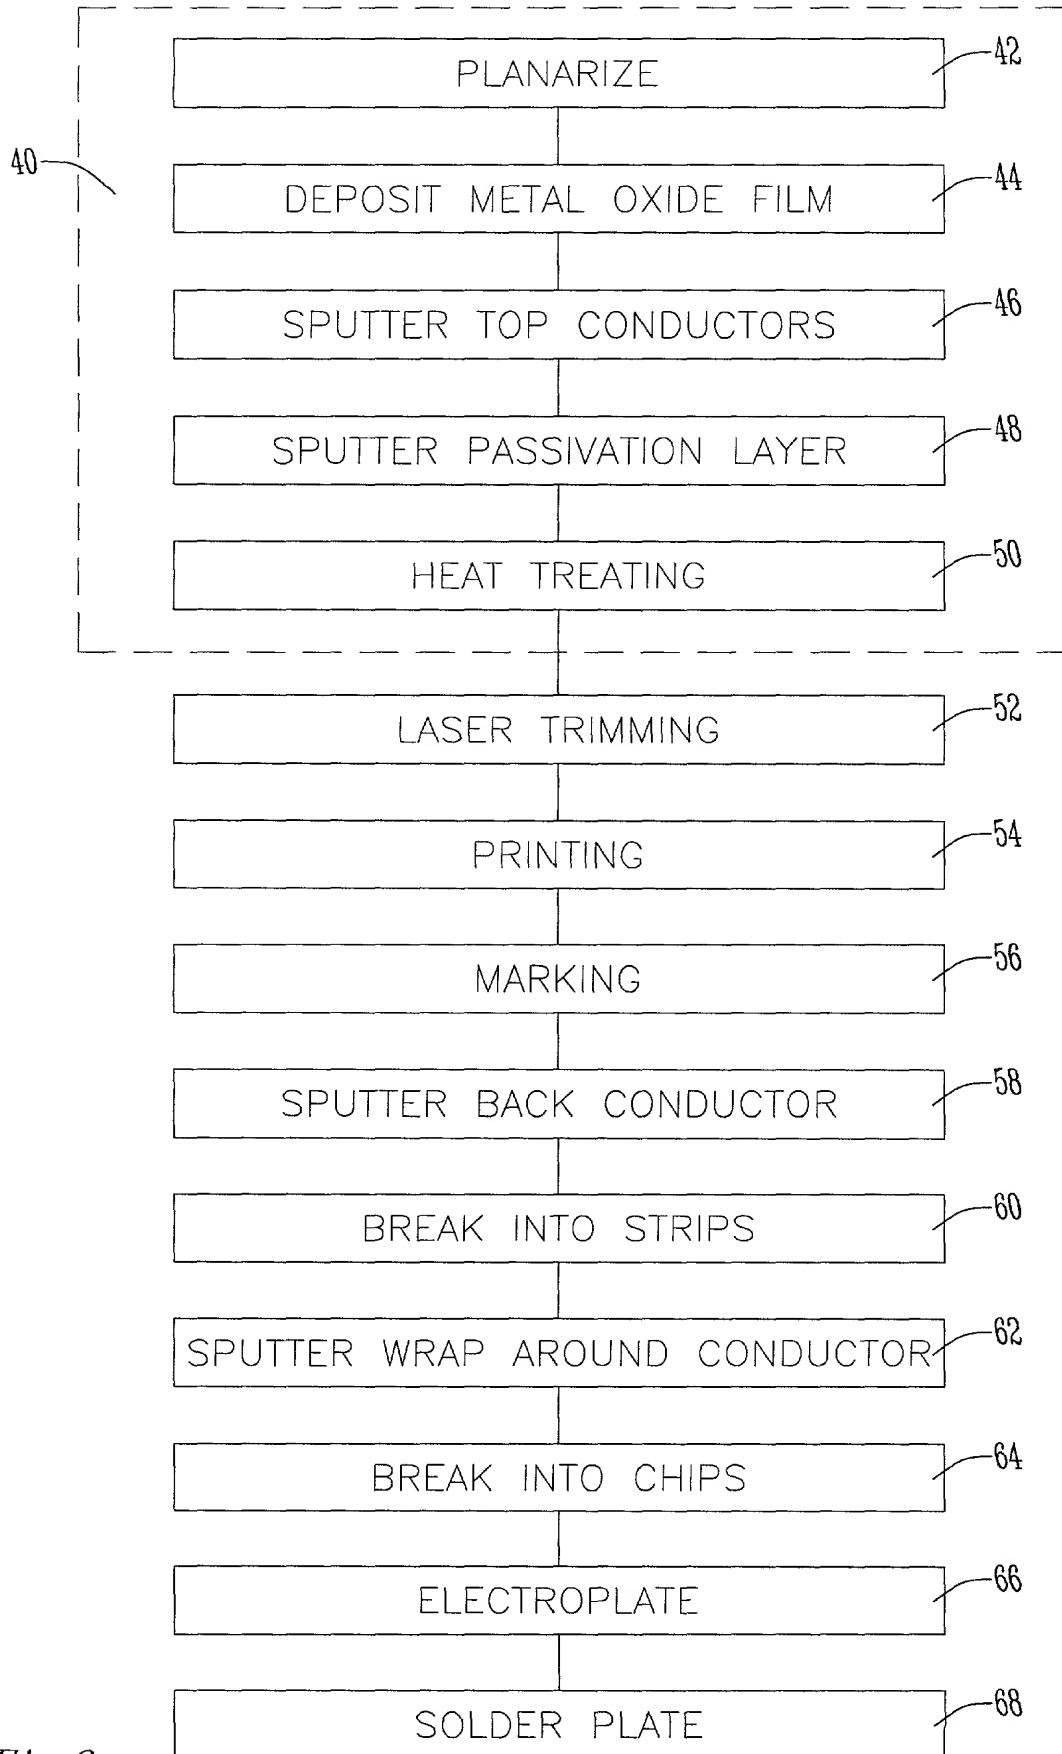 PLANARIZE 42
40
DEPOSIT METAL OXIDE FILM 44
SPUTTER TOP CONDUCTORS 46
SPUTTER PASSIVATION LAYER 48
HEAT TREATING 50
LASER TRIMMING 52
PRINTING 54
MARKING 56
SPUTTER BACK CONDUCTOR 58
BREAK INTO STRIPS 60
SPUTTER WRAP AROUND CONDUCTOR 62
BREAK INTO CHIPS 64
ELECTROPLATE 66
SOLDER PLATE 68